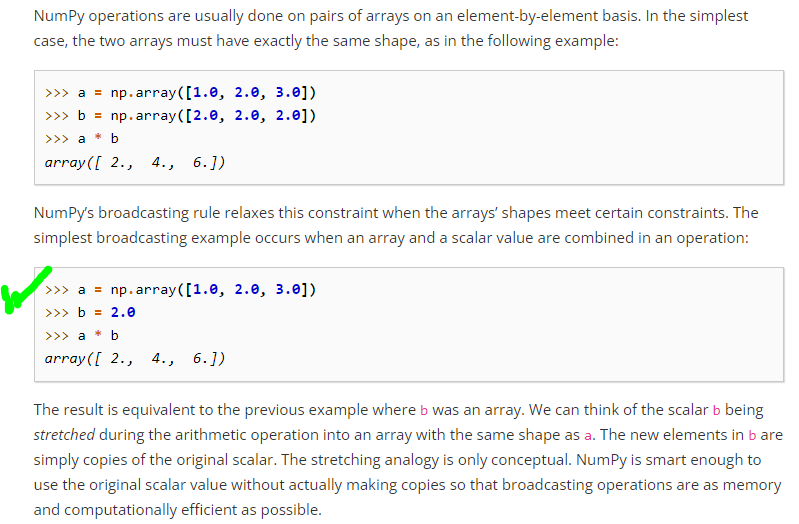 NumPy operations are usually done on pairs of arrays on an element-by-element basis. In the simplest
case, the two arrays must have exactly the same shape, as in the following example:
>>> a = np.array([1.0, 2.0, 3.0])
>>> b = np.array([2.0, 2.0, 2.0])
>>> a * b
array([ 2.,  4.,  6.])
NumPy’s broadcasting rule relaxes this constraint when the arrays’ shapes meet certain constraints. The
simplest broadcasting example occurs when an array and a scalar value are combined in an operation:
>>> a = np.array([1.0, 2.0, 3.0])
>>> b = 2.0
>>> a * b
array([ 2.,  4.,  6.])
The result is equivalent to the previous example where b was an array. We can think of the scalar b being
stretched during the arithmetic operation into an array with the same shape as a. The new elements in b are
simply copies of the original scalar. The stretching analogy is only conceptual. NumPy is smart enough to
use the original scalar value without actually making copies so that broadcasting operations are as memory
and computationally efficient as possible.